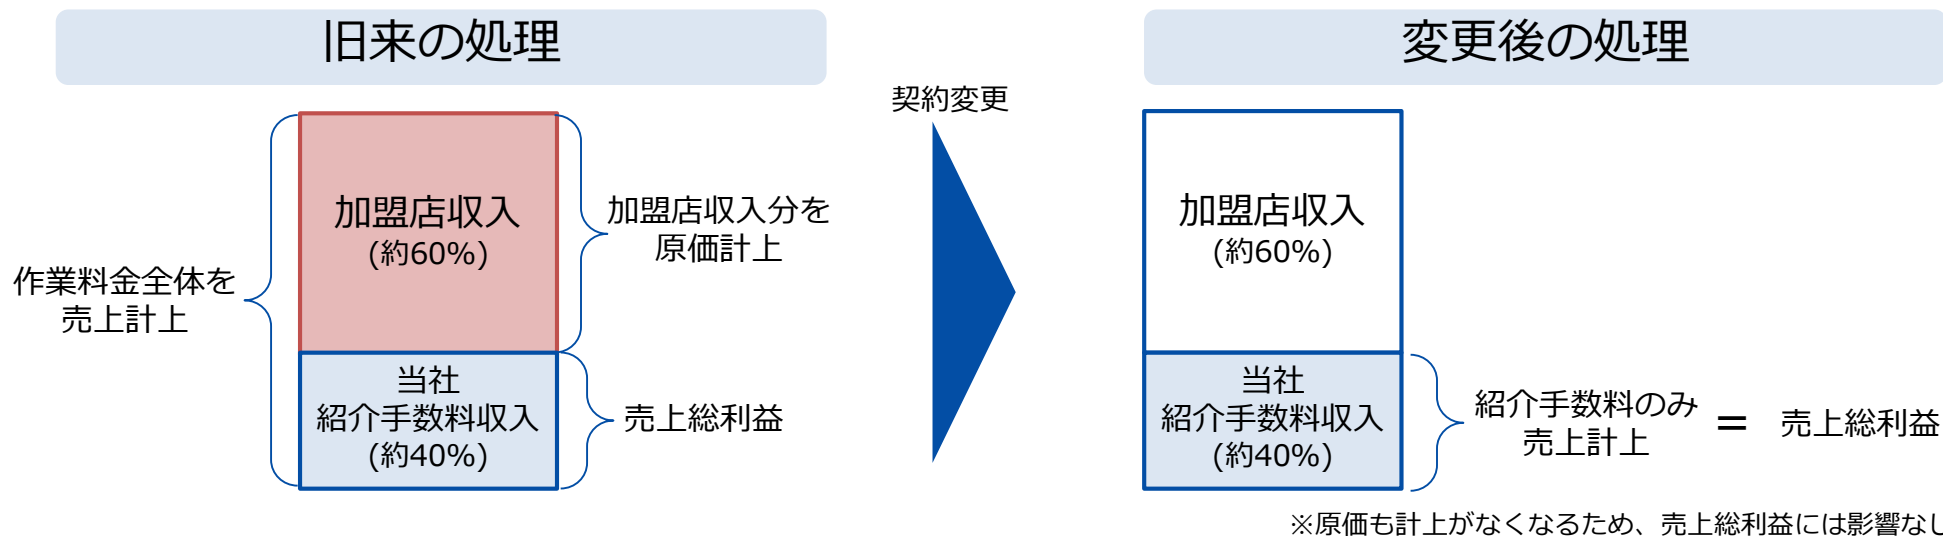 旧来の処理
変更後の処理
契約変更
加盟店収入
(約60%)
加盟店収入分を
原価計上
作業料金全体を
売上計上
当社
紹介手数料収入
(約40%)
売上総利益
加盟店収入
(約60%)
当社
紹介手数料収入
(約40%)
紹介手数料のみ
売上計上
=
売上総利益
※原価も計上がなくなるため、売上総利益には影響なし